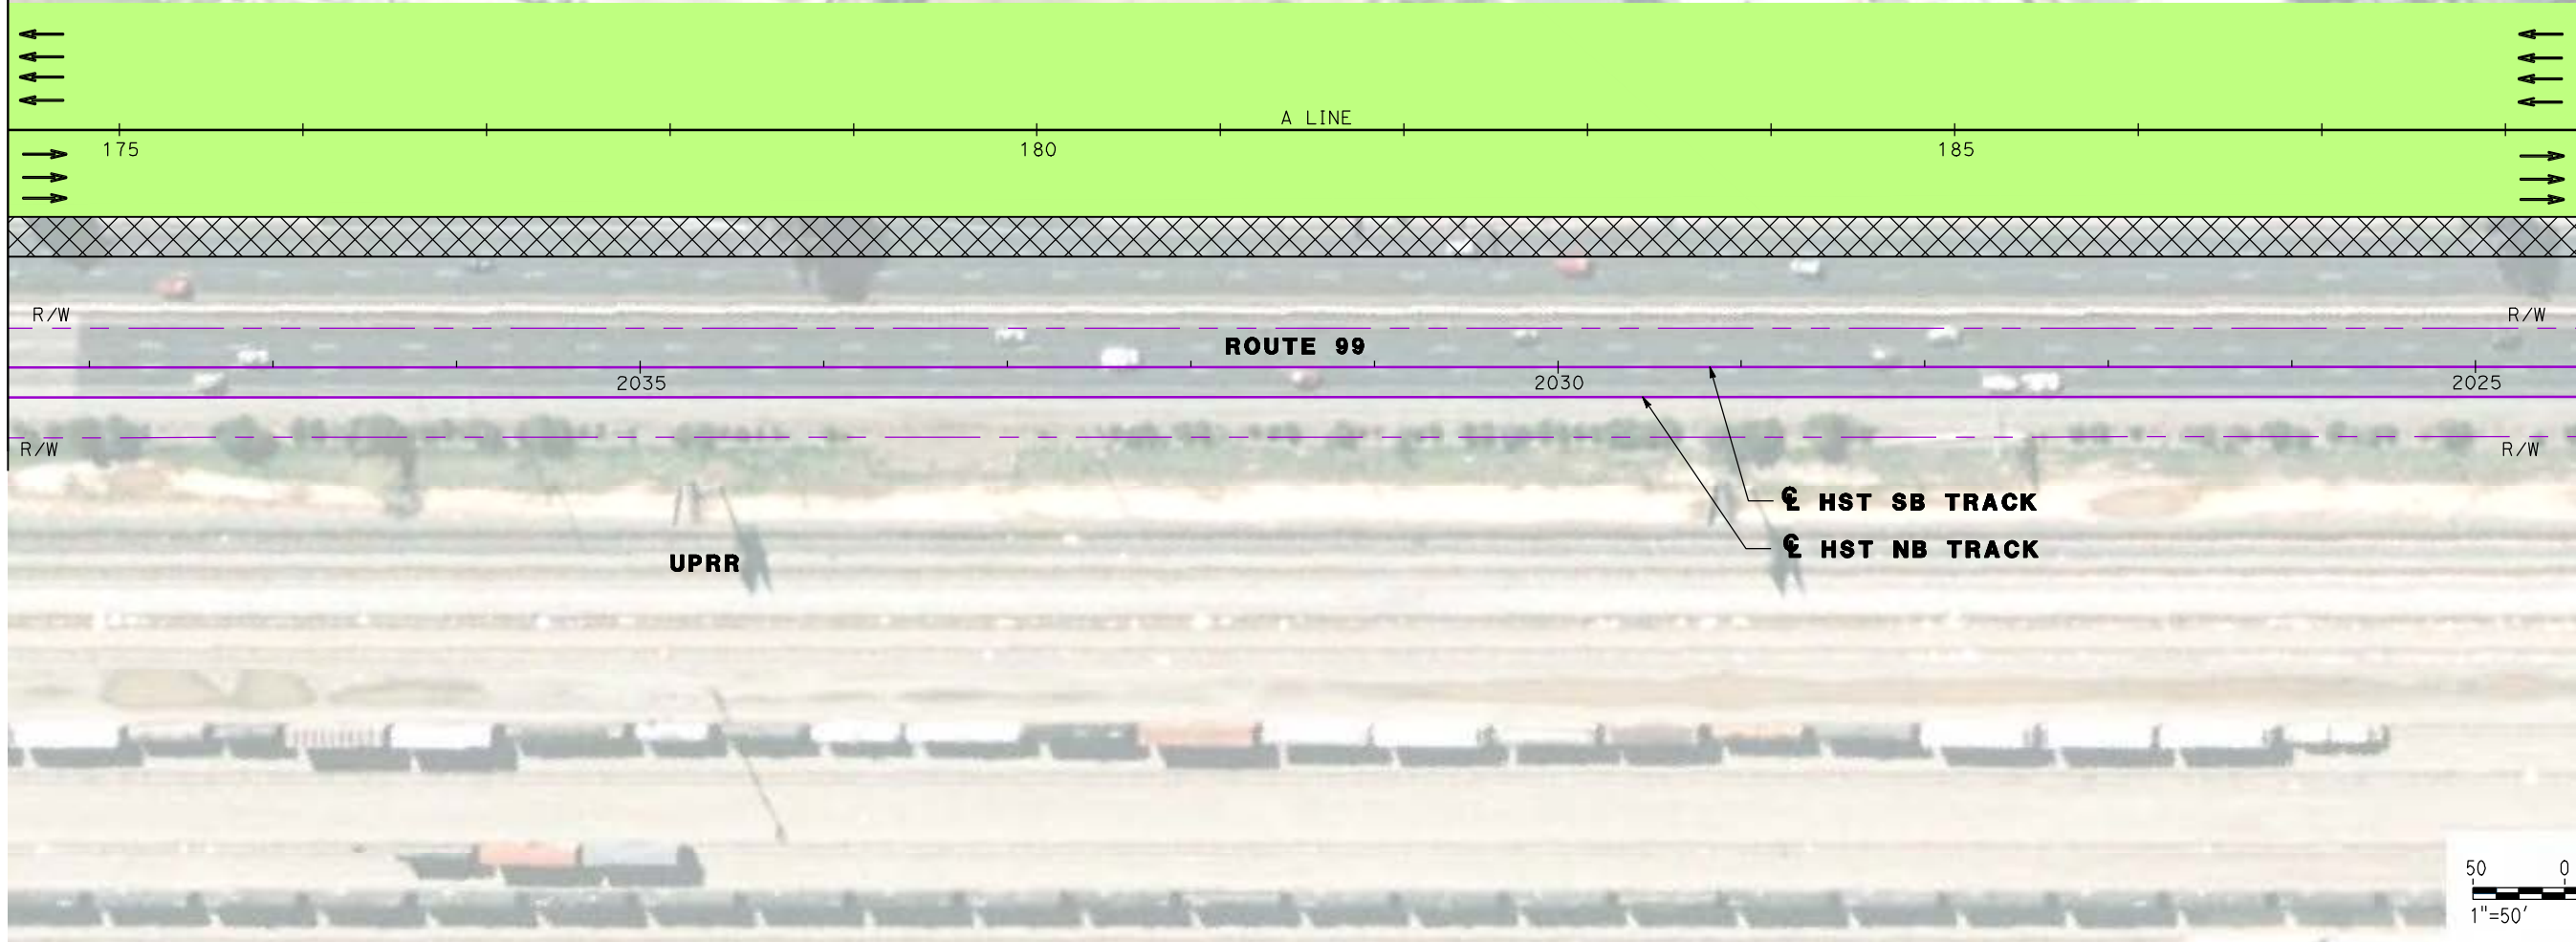 A LINE
175 180 185
R/W R/W
ROUTE 99
2035 2030 2025
R/W R/W
℄ HST SB TRACK
℄ HST NB TRACK
UPRR
50 0
1"=50'